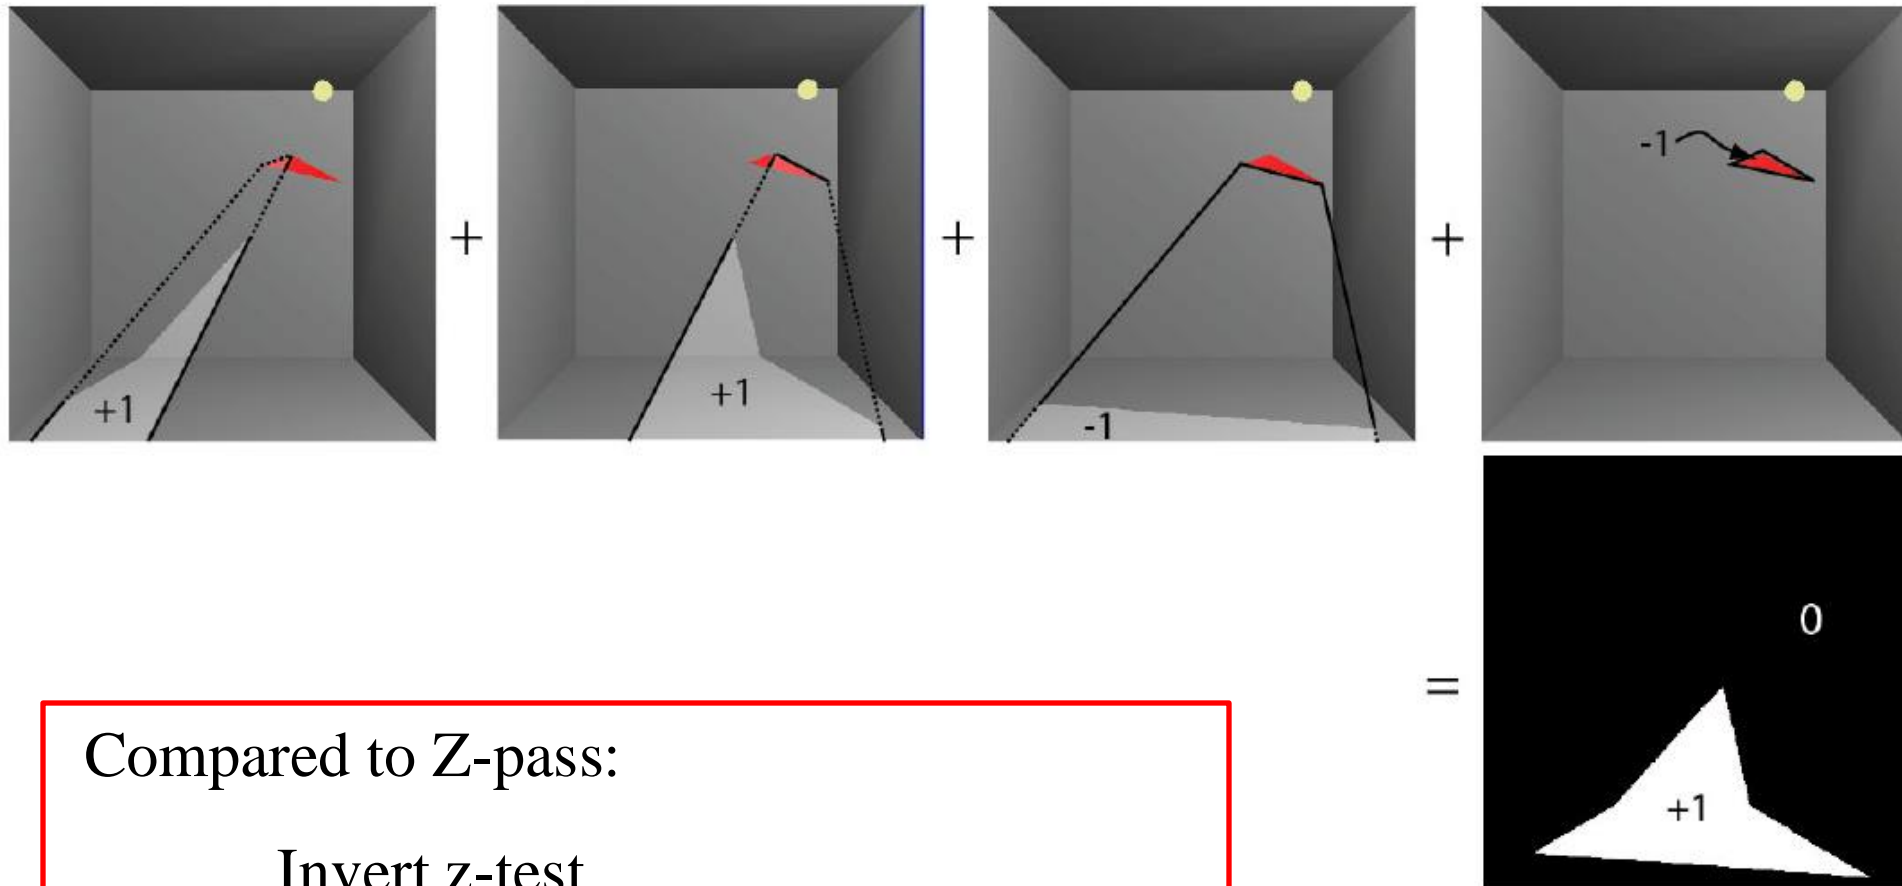 +1 + +1 + -1 + -1
0
=
+1
Compared to Z-pass:
Invert z-test